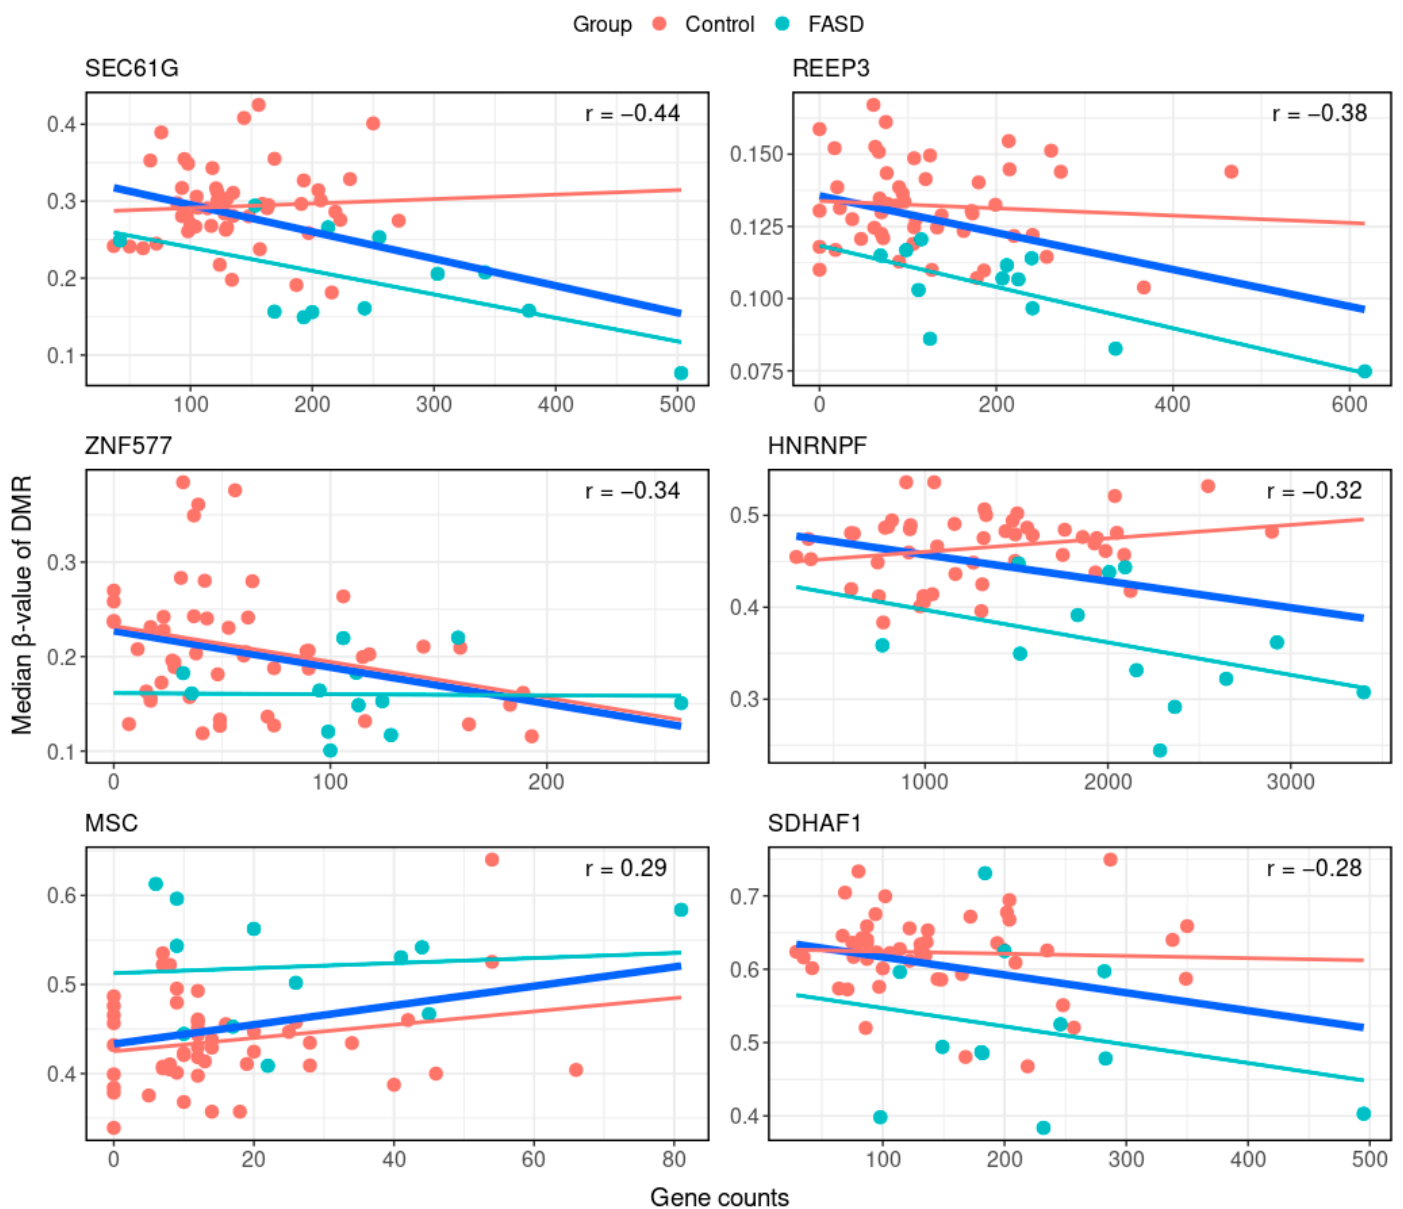 Group Control FASD
SEC61G
r = −0.44
0.4
0.3
0.2
0.1
100 200 300 400 500
REEP3
r = −0.38
0.150
0.125
0.100
0.075
0 200 400 600
ZNF577
r = −0.34
0.3
0.2
0.1
0 100 200
HNRNPF
r = −0.32
0.5
0.4
0.3
1000 2000 3000
MSC
r = 0.29
0.6
0.5
0.4
0 20 40 60 80
SDHAF1
r = −0.28
0.7
0.6
0.5
0.4
100 200 300 400 500
Median β-value of DMR
Gene counts